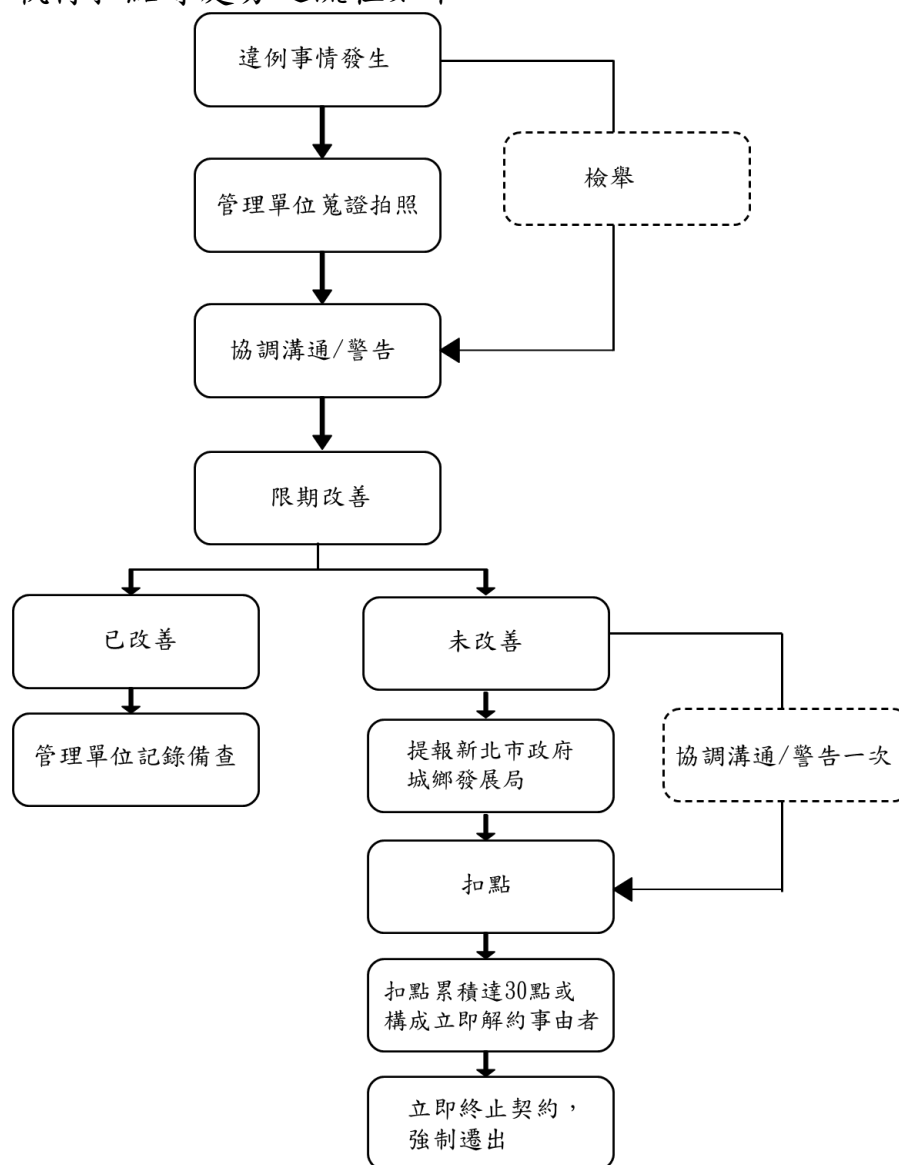 違例事情發生
檢舉
管理單位蒐證拍照
協調溝通/警告
限期改善
已改善
未改善
管理單位記錄備查
提報新北市政府
城鄉發展局
協調溝通/警告一次
扣點
扣點累積達30點或
構成立即解約事由者
立即終止契約，
強制遷出